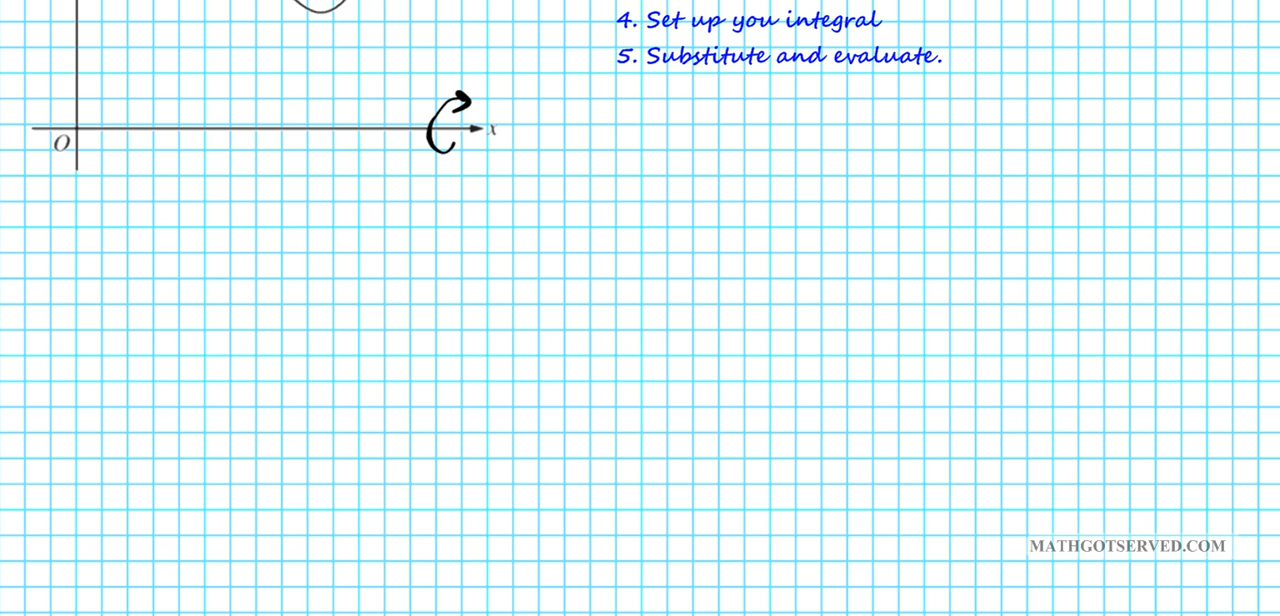 4. Set up you integral
5. Substitute and evaluate.
x
O
MATHGOTSERVED.COM